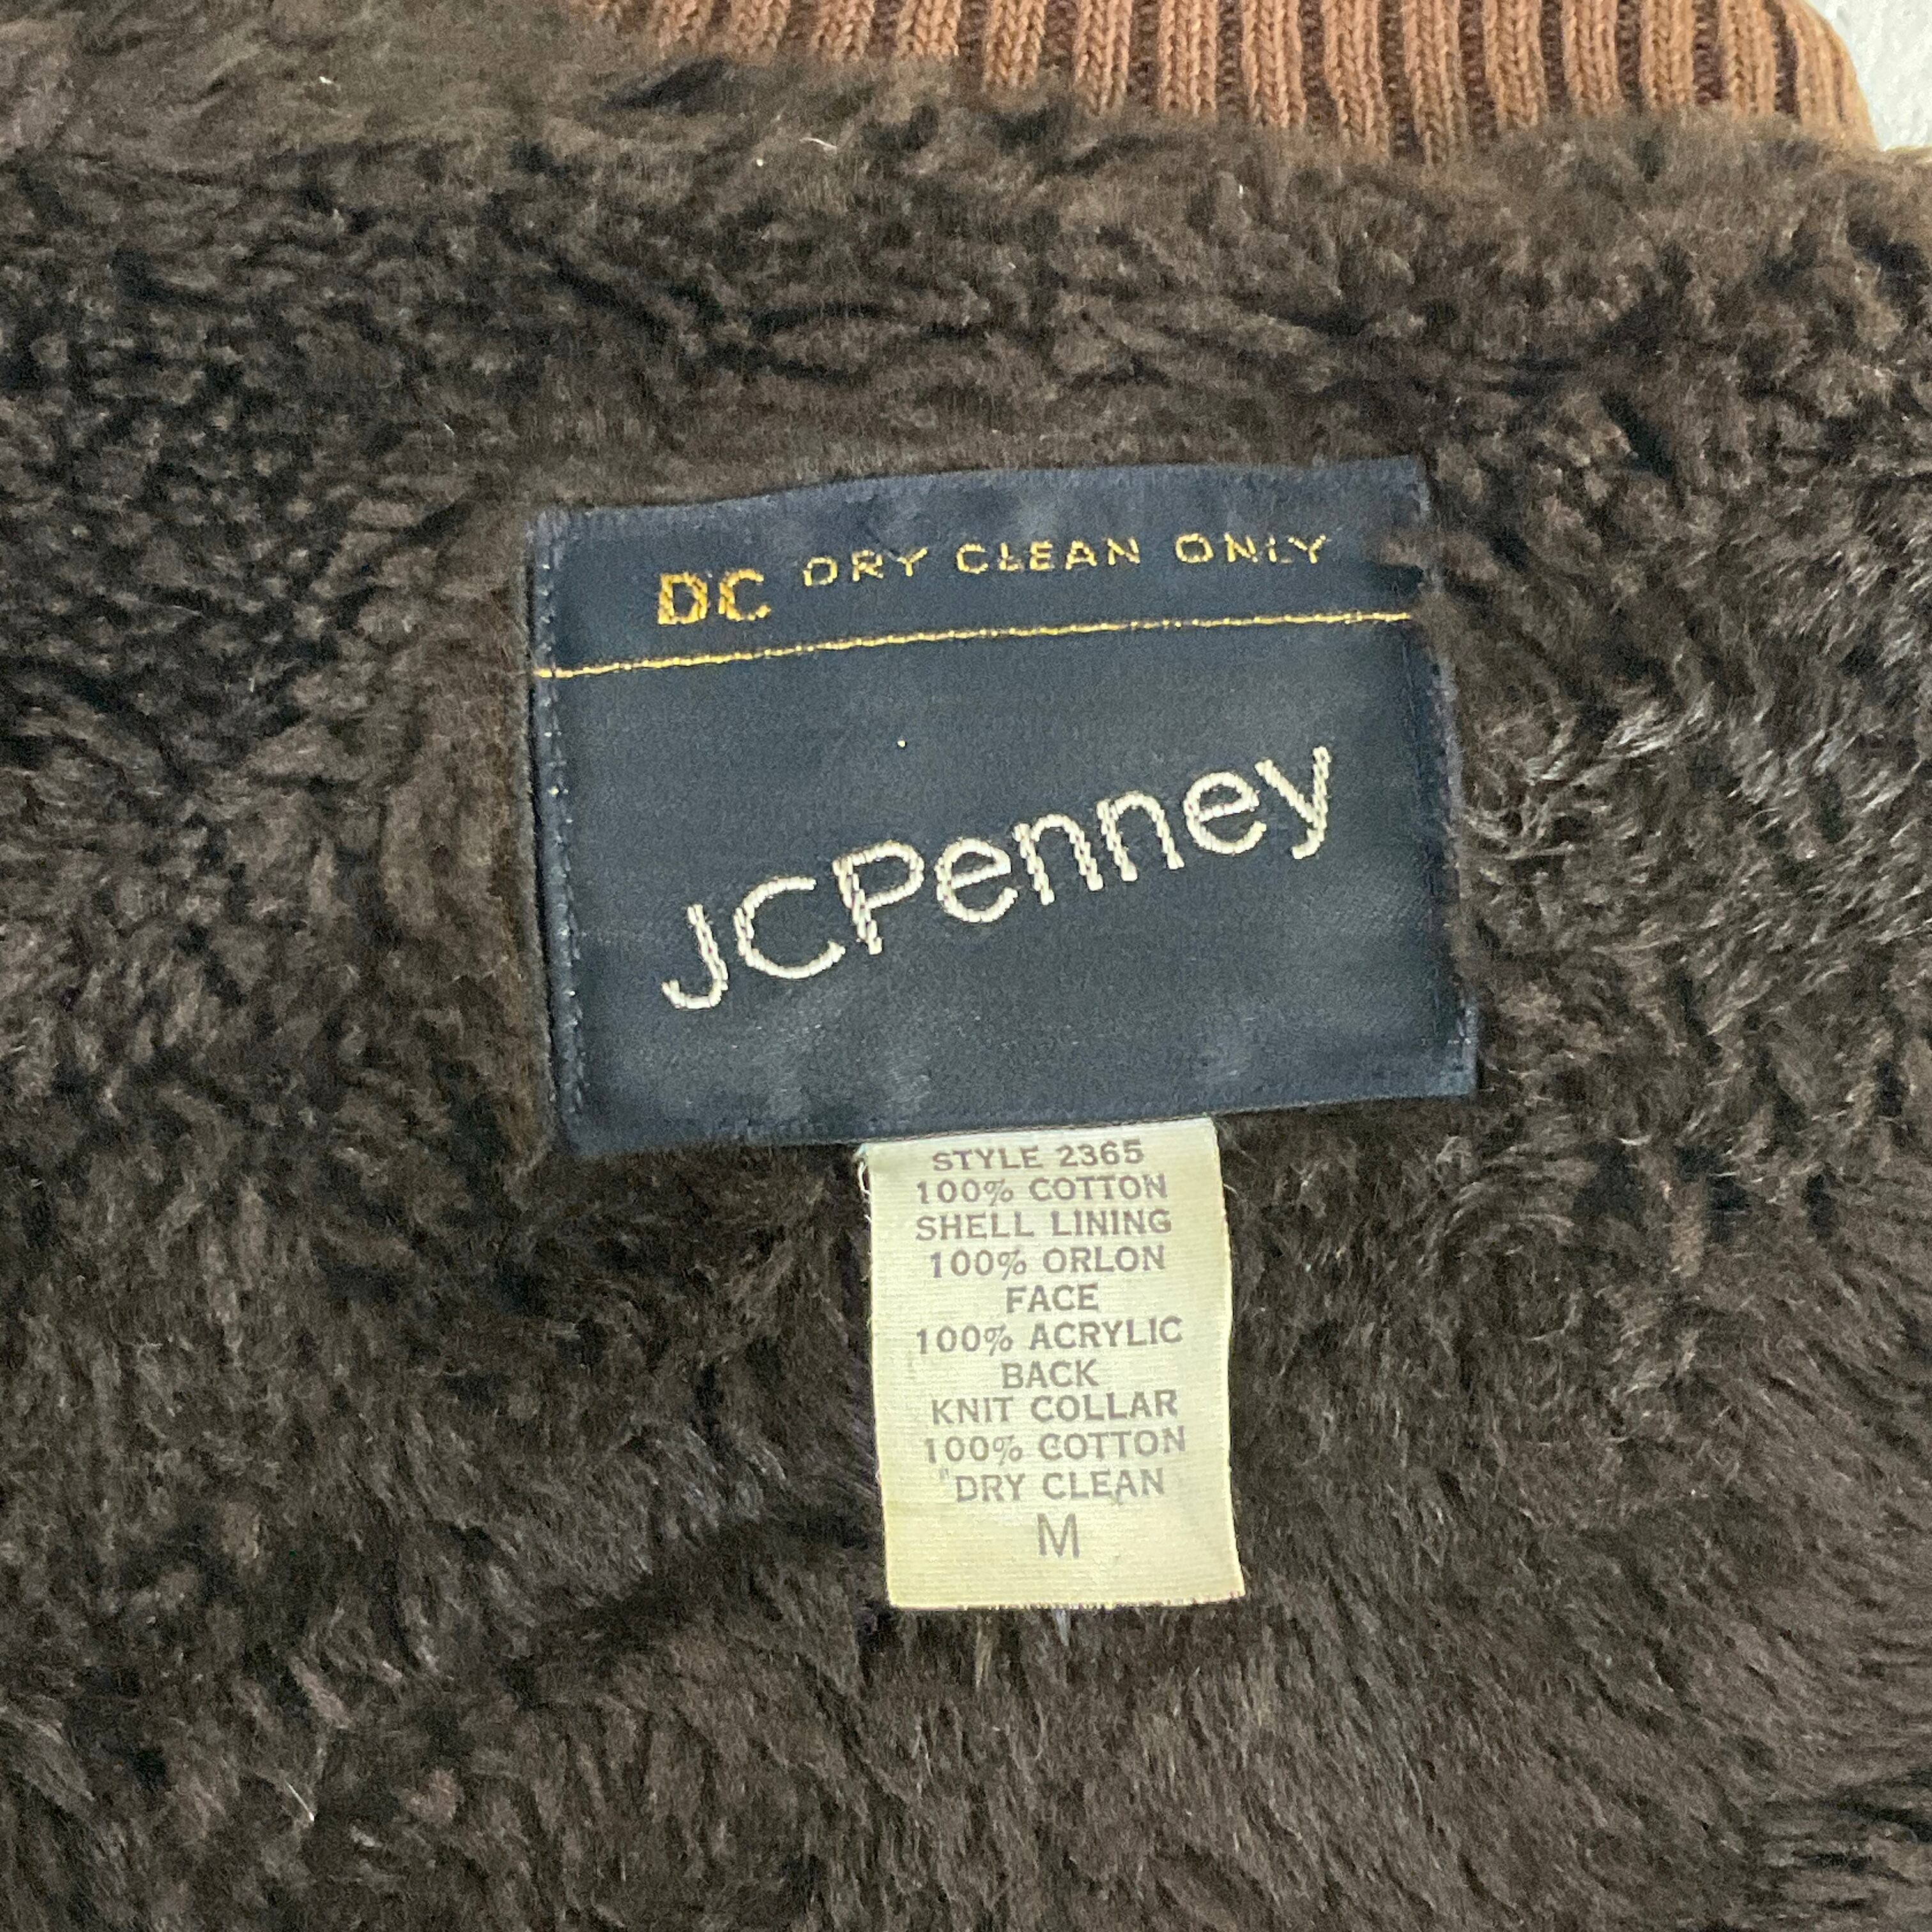 DC DRY CLEAN ONLY
JCPenney
STYLE 2365
100% COTTON
SHELL LINING
100% ORLON
FACE
100% ACRYLIC
BACK
KNIT COLLAR
100% COTTON
"DRY CLEAN
M